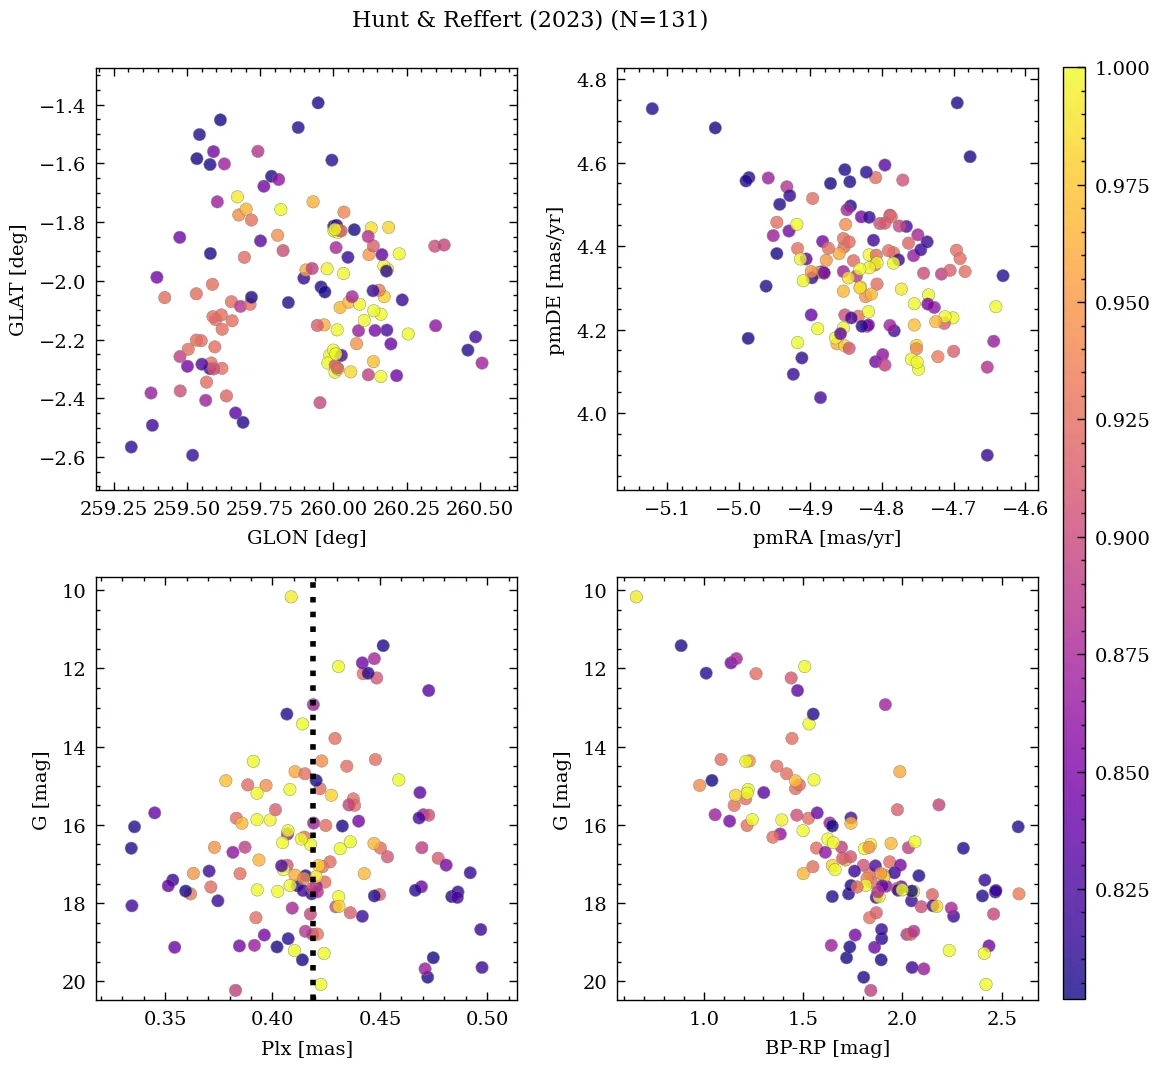 Hunt & Reffert (2023) (N=131)
−1.4
−1.6
−1.8
−2.0
−2.2
−2.4
−2.6
GLAT [deg]
259.25 259.50 259.75 260.00 260.25 260.50
GLON [deg]
4.8
4.6
4.4
4.2
4.0
pmDE [mas/yr]
−5.1 −5.0 −4.9 −4.8 −4.7 −4.6
pmRA [mas/yr]
10
12
14
16
18
20
G [mag]
0.35 0.40 0.45 0.50
Plx [mas]
10
12
14
16
18
20
G [mag]
1.0 1.5 2.0 2.5
BP-RP [mag]
1.000
0.975
0.950
0.925
0.900
0.875
0.850
0.825